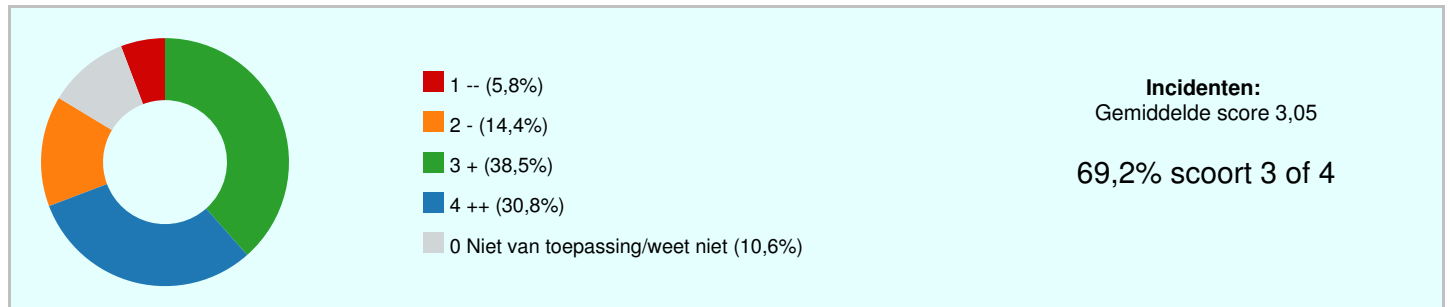 1 -- (5,8%)
2 - (14,4%)
3 + (38,5%)
4 ++ (30,8%)
0 Niet van toepassing/weet niet (10,6%)
Incidenten:
Gemiddelde score 3,05
69,2% scoort 3 of 4